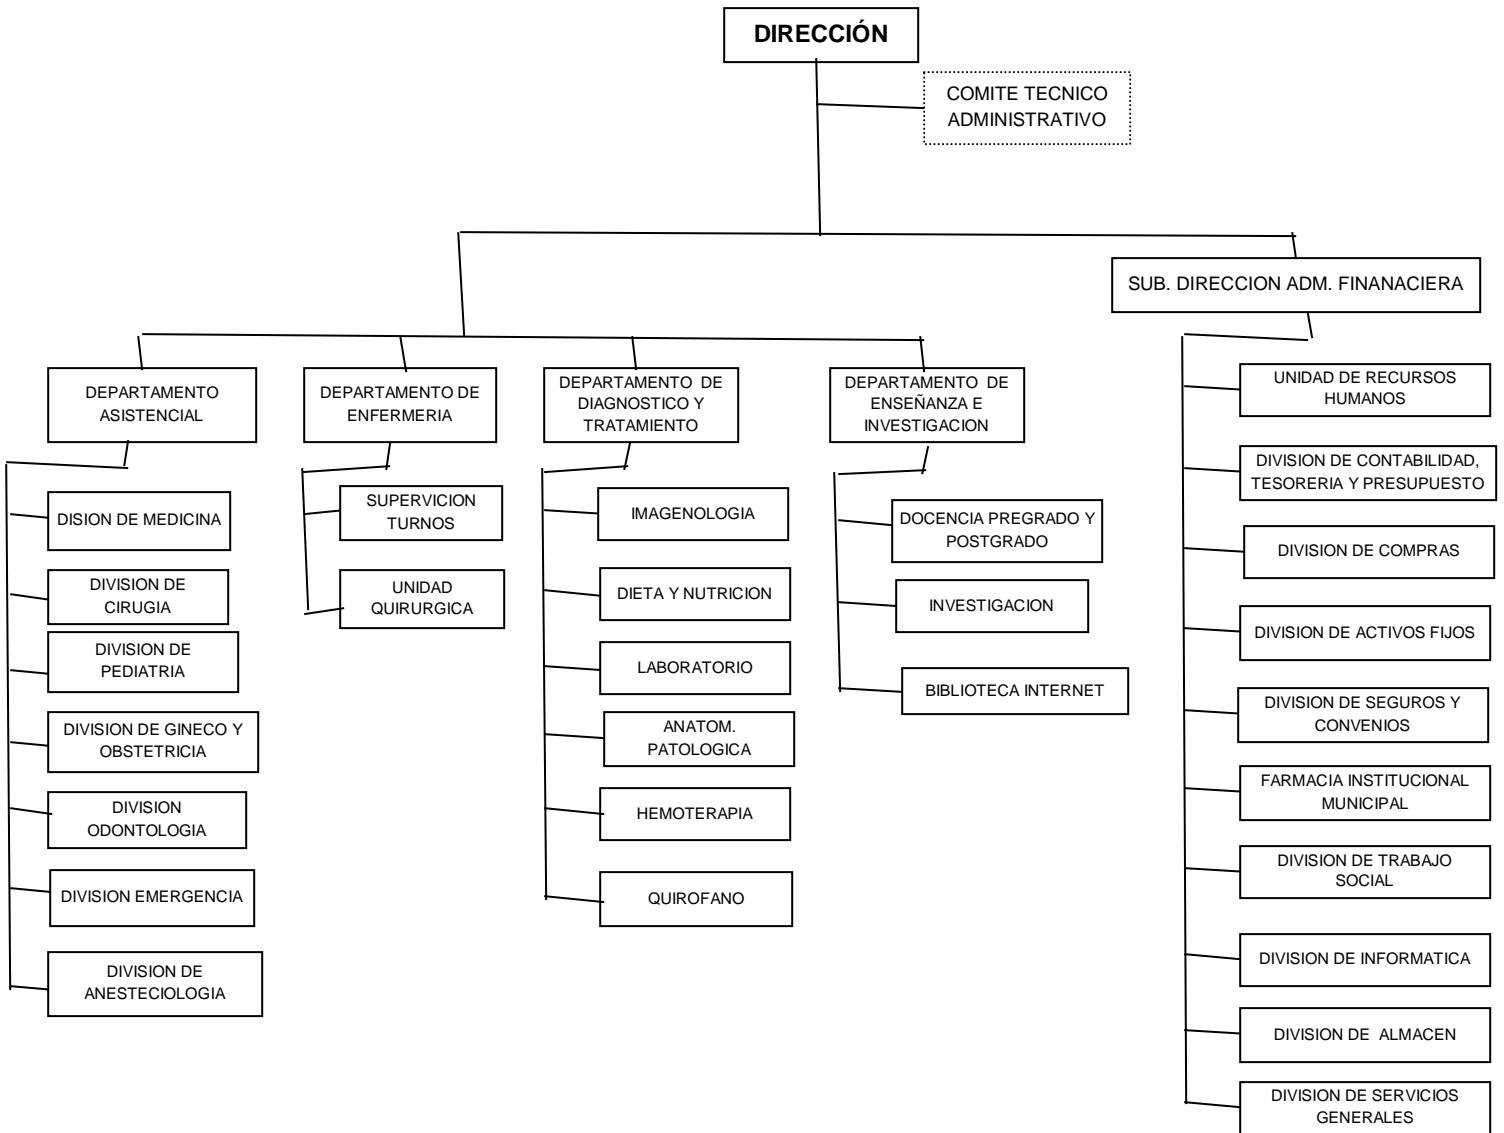 DIRECCIÓN
COMITE TECNICO
ADMINISTRATIVO
SUB. DIRECCION ADM. FINANACIERA
DEPARTAMENTO
ASISTENCIAL
DEPARTAMENTO DE
ENFERMERIA
DEPARTAMENTO DE
DIAGNOSTICO Y
TRATAMIENTO
DEPARTAMENTO DE
ENSEÑANZA E
INVESTIGACION
DISION DE MEDICINA
DIVISION DE
CIRUGIA
DIVISION DE
PEDIATRIA
DIVISION DE GINECO Y
OBSTETRICIA
DIVISION
ODONTOLOGIA
DIVISION EMERGENCIA
DIVISION DE
ANESTECIOLOGIA
SUPERVICION
TURNOS
UNIDAD
QUIRURGICA
IMAGENOLOGIA
DIETA Y NUTRICION
LABORATORIO
ANATOM.
PATOLOGICA
HEMOTERAPIA
QUIROFANO
DOCENCIA PREGRADO Y
POSTGRADO
INVESTIGACION
BIBLIOTECA INTERNET
UNIDAD DE RECURSOS
HUMANOS
DIVISION DE CONTABILIDAD,
TESORERIA Y PRESUPUESTO
DIVISION DE COMPRAS
DIVISION DE ACTIVOS FIJOS
DIVISION DE SEGUROS Y
CONVENIOS
FARMACIA INSTITUCIONAL
MUNICIPAL
DIVISION DE TRABAJO
SOCIAL
DIVISION DE INFORMATICA
DIVISION DE ALMACEN
DIVISION DE SERVICIOS
GENERALES